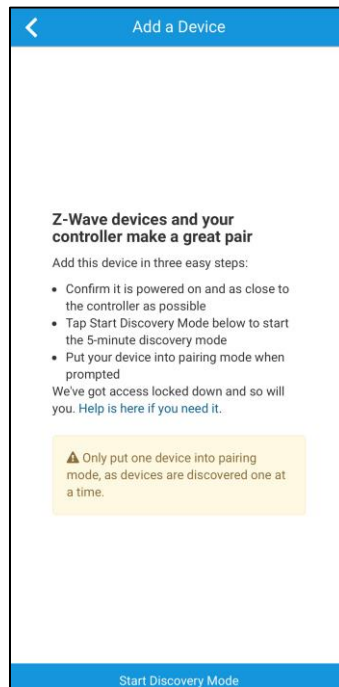 Add a Device
Z-Wave devices and your
controller make a great pair
Add this device in three easy steps:
• Confirm it is powered on and as close to
the controller as possible
• Tap Start Discovery Mode below to start
the 5-minute discovery mode
• Put your device into pairing mode when
prompted
We've got access locked down and so will
you. Help is here if you need it.
Only put one device into pairing
mode, as devices are discovered one at
a time.
Start Discovery Mode